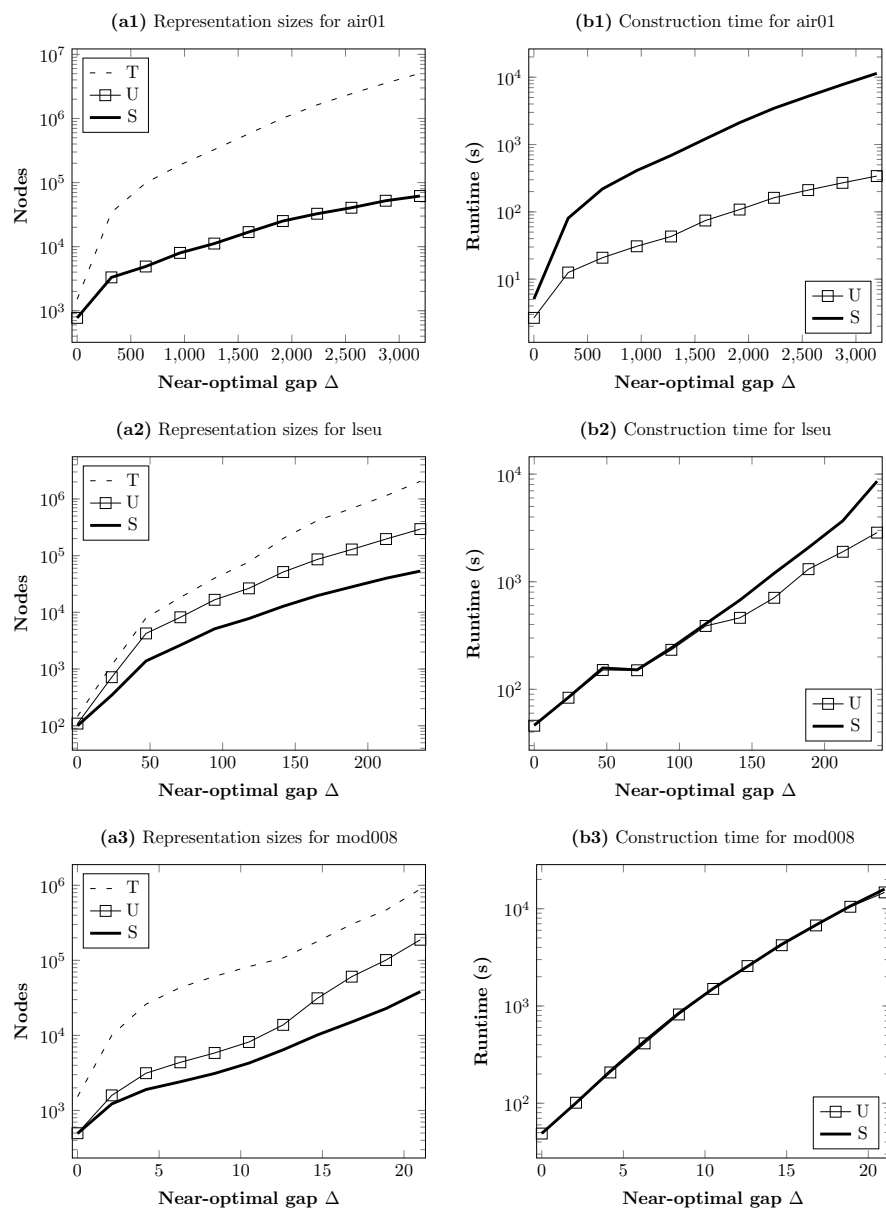 (a1) Representation sizes for air01
10^7
10^6
10^5
10^4
10^3
Nodes
T
U
S
0 500 1,000 1,500 2,000 2,500 3,000
Near-optimal gap Δ
(b1) Construction time for air01
10^4
10^3
10^2
10^1
Runtime (s)
U
S
0 500 1,000 1,500 2,000 2,500 3,000
Near-optimal gap Δ
(a2) Representation sizes for lseu
10^6
10^5
10^4
10^3
10^2
Nodes
T
U
S
0 50 100 150 200
Near-optimal gap Δ
(b2) Construction time for lseu
10^4
10^3
10^2
Runtime (s)
U
S
0 50 100 150 200
Near-optimal gap Δ
(a3) Representation sizes for mod008
10^6
10^5
10^4
10^3
Nodes
T
U
S
0 5 10 15 20
Near-optimal gap Δ
(b3) Construction time for mod008
10^4
10^3
10^2
Runtime (s)
U
S
0 5 10 15 20
Near-optimal gap Δ